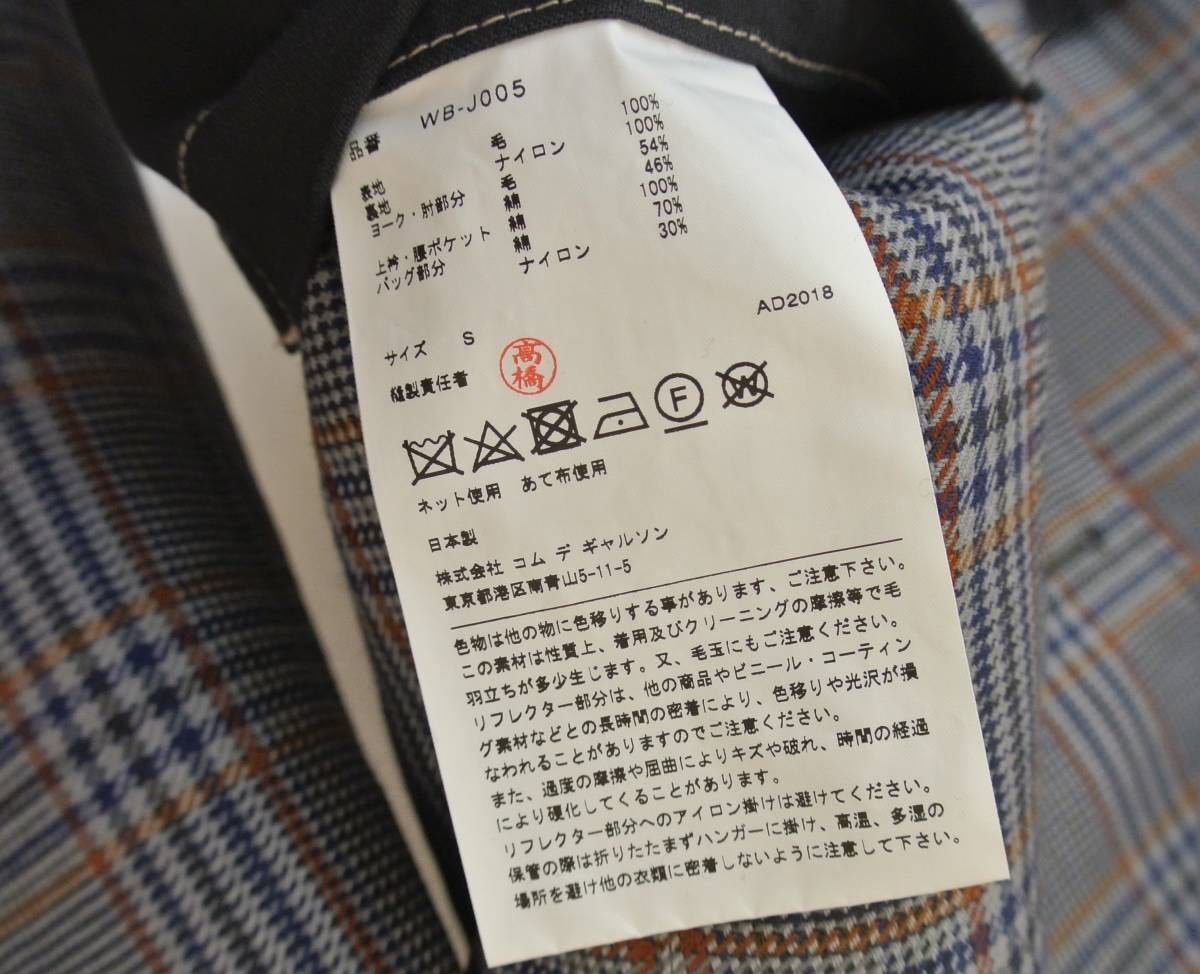 品番 WB-J005
表地 毛 100%
裏地 ナイロン 100%
ヨーク・肘部分 毛 54%
綿 46%
上衿・腰ポケット 綿 100%
バッグ部分 綿 70%
ナイロン 30%
AD2018
サイズ S
縫製責任者 高橋
F
W
ネット使用 あて布使用
日本製
株式会社 コム デ ギャルソン
東京都港区南青山5-11-5
色物は他の物に色移りする事があります、ご注意下さい。
この素材は性質上、着用及びクリーニングの摩擦等で毛
羽立ちが多少生じます。又、毛玉にもご注意ください。
リフレクター部分は、他の商品やビニール・コーティン
グ素材などとの長時間の密着により、色移りや光沢が損
なわれることがありますのでご注意ください。
また、過度の摩擦や屈曲によりキズや破れ、時間の経過
により硬化してくることがあります。
リフレクター部分へのアイロン掛けは避けてください。
保管の際は折りたたまずハンガーに掛け、高温、多湿の
場所を避け他の衣類に密着しないように注意して下さい。